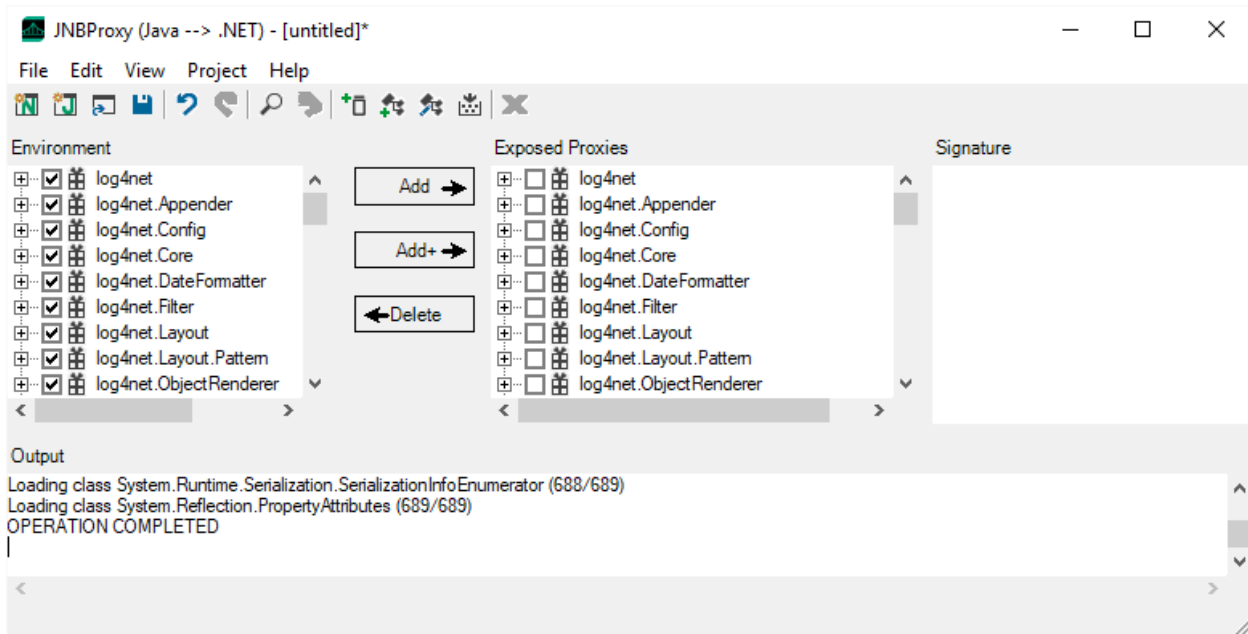 JNBProxy (Java --> .NET) - [untitled]*
File Edit View Project Help
Environment
log4net
log4net.Appender
log4net.Config
log4net.Core
log4net.DateFormatter
log4net.Filter
log4net.Layout
log4net.Layout.Pattern
log4net.ObjectRenderer
Add
Add+
Delete
Exposed Proxies
log4net
log4net.Appender
log4net.Config
log4net.Core
log4net.DateFormatter
log4net.Filter
log4net.Layout
log4net.Layout.Pattern
log4net.ObjectRenderer
Signature
Output
Loading class System.Runtime.Serialization.SerializationInfoEnumerator (688/689)
Loading class System.Reflection.PropertyAttributes (689/689)
OPERATION COMPLETED